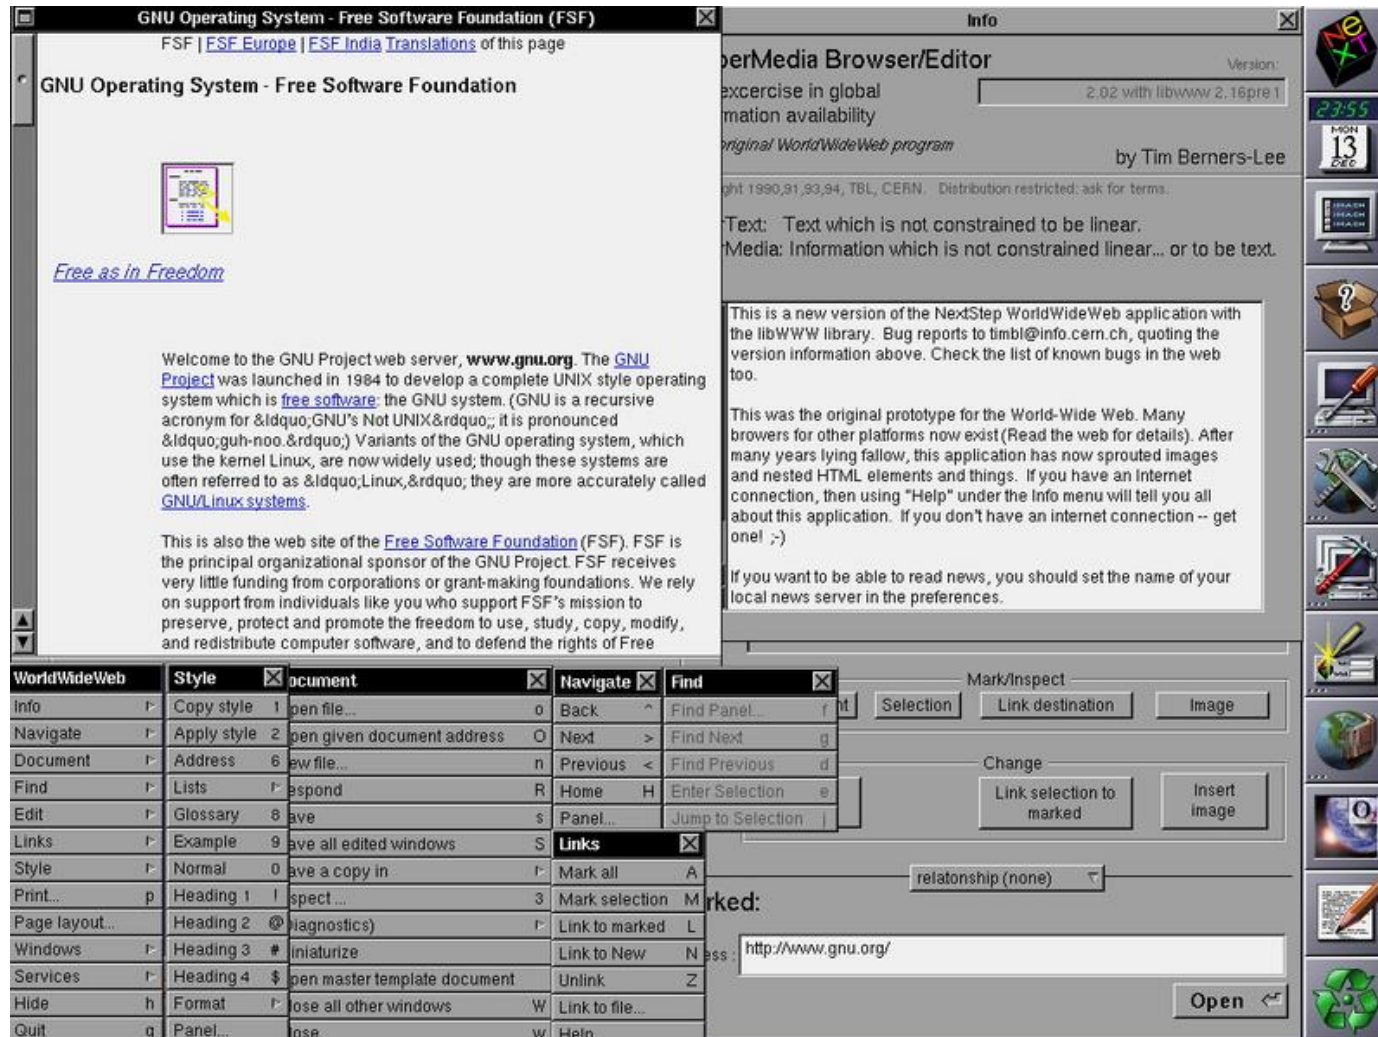 GNU Operating System - Free Software Foundation (FSF)
FSF | FSF Europe | FSF India Translations of this page
GNU Operating System - Free Software Foundation
Free as in Freedom
Welcome to the GNU Project web server, www.gnu.org. The GNU
Project was launched in 1984 to develop a complete UNIX style operating
system which is free software: the GNU system. (GNU is a recursive
acronym for &ldquo;GNU's Not UNIX&rdquo;; it is pronounced
&ldquo;guh-noo.&rdquo;) Variants of the GNU operating system, which
use the kernel Linux, are now widely used; though these systems are
often referred to as &ldquo;Linux,&rdquo; they are more accurately called
GNU/Linux systems.
This is also the web site of the Free Software Foundation (FSF). FSF is
the principal organizational sponsor of the GNU Project. FSF receives
very little funding from corporations or grant-making foundations. We rely
on support from individuals like you who support FSF's mission to
preserve, protect and promote the freedom to use, study, copy, modify,
and redistribute computer software, and to defend the rights of Free
Info
perMedia Browser/Editor
Version:
excercise in global
2.02 with libwww 2.16pre1
mation availability
original WorldWideWeb program
by Tim Berners-Lee
ght 1990,91,93,94, TBL, CERN. Distribution restricted: ask for terms.
rText: Text which is not constrained to be linear.
rMedia: Information which is not constrained linear... or to be text.
This is a new version of the NextStep WorldWideWeb application with
the libWWW library. Bug reports to timbl@info.cern.ch, quoting the
version information above. Check the list of known bugs in the web
too.
This was the original prototype for the World-Wide Web. Many
browers for other platforms now exist (Read the web for details). After
many years lying fallow, this application has now sprouted images
and nested HTML elements and things. If you have an Internet
connection, then using "Help" under the Info menu will tell you all
about this application. If you don't have an internet connection -- get
one! ;-)
If you want to be able to read news, you should set the name of your
local news server in the preferences.
WorldWideWeb
Info
Navigate
Document
Find
Edit
Links
Style
Print... p
Page layout...
Windows
Services
Hide h
Quit q
Style
Copy style 1
Apply style 2
Address 6
Lists
Glossary 8
Example 9
Normal 0
Heading 1 !
Heading 2 @
Heading 3 #
Heading 4 $
Format
Panel...
ocument
pen file... o
pen given document address O
ew file... n
espond R
ave s
ave all edited windows S
ave a copy in
spect ... 3
iagnostics)
iniaturize
pen master template document
lose all other windows W
lose w
Navigate
Back ^
Next >
Previous <
Home H
Panel...
Find
Find Panel... f
Find Next g
Find Previous d
Enter Selection e
Jump to Selection j
Links
Mark all A
Mark selection M
Link to marked L
Link to New N
Unlink Z
Link to file...
Help
Mark/Inspect
nt
Selection
Link destination
Image
Change
Link selection to
marked
Insert
image
relatonship (none)
rked:
ess : http://www.gnu.org/
Open
NeXT
23:55
MON
13
DEC